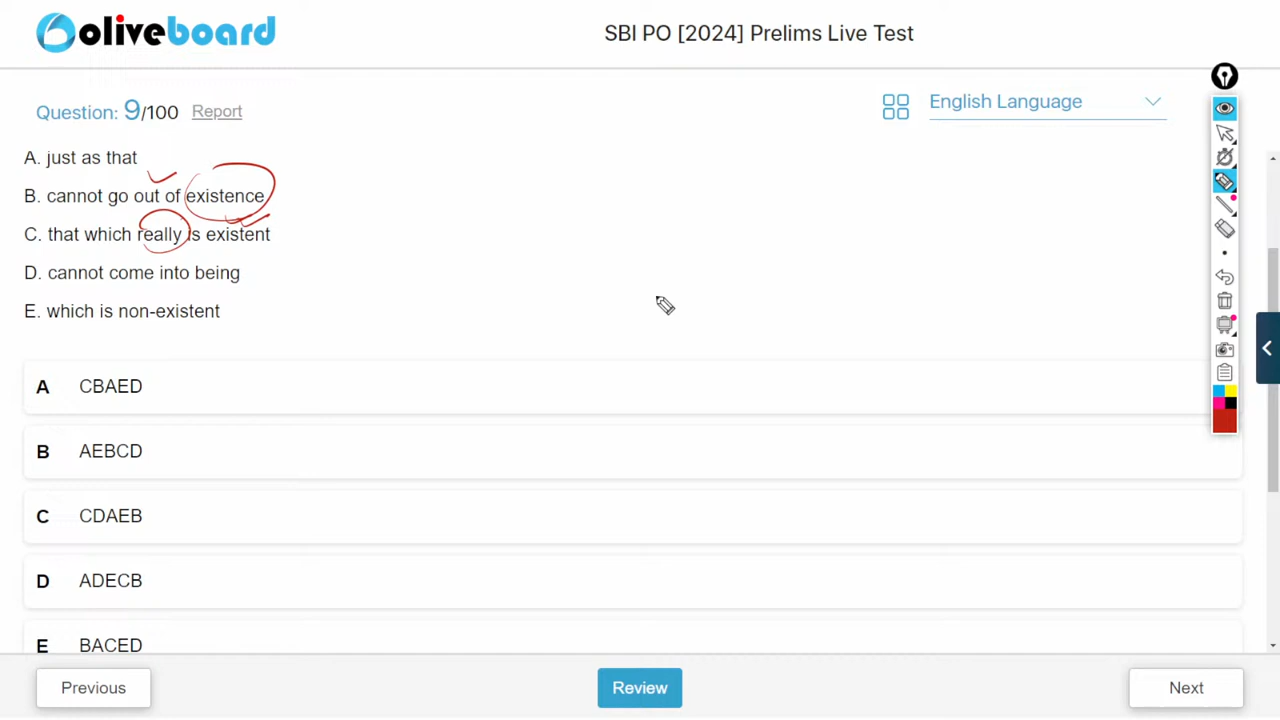 oliveboard
SBI PO [2024] Prelims Live Test
Question: 9/100 Report
English Language
A. just as that
B. cannot go out of existence
C. that which really is existent
D. cannot come into being
E. which is non-existent
A CBAED
B AEBCD
C CDAEB
D ADECB
E BACED
Previous
Review
Next